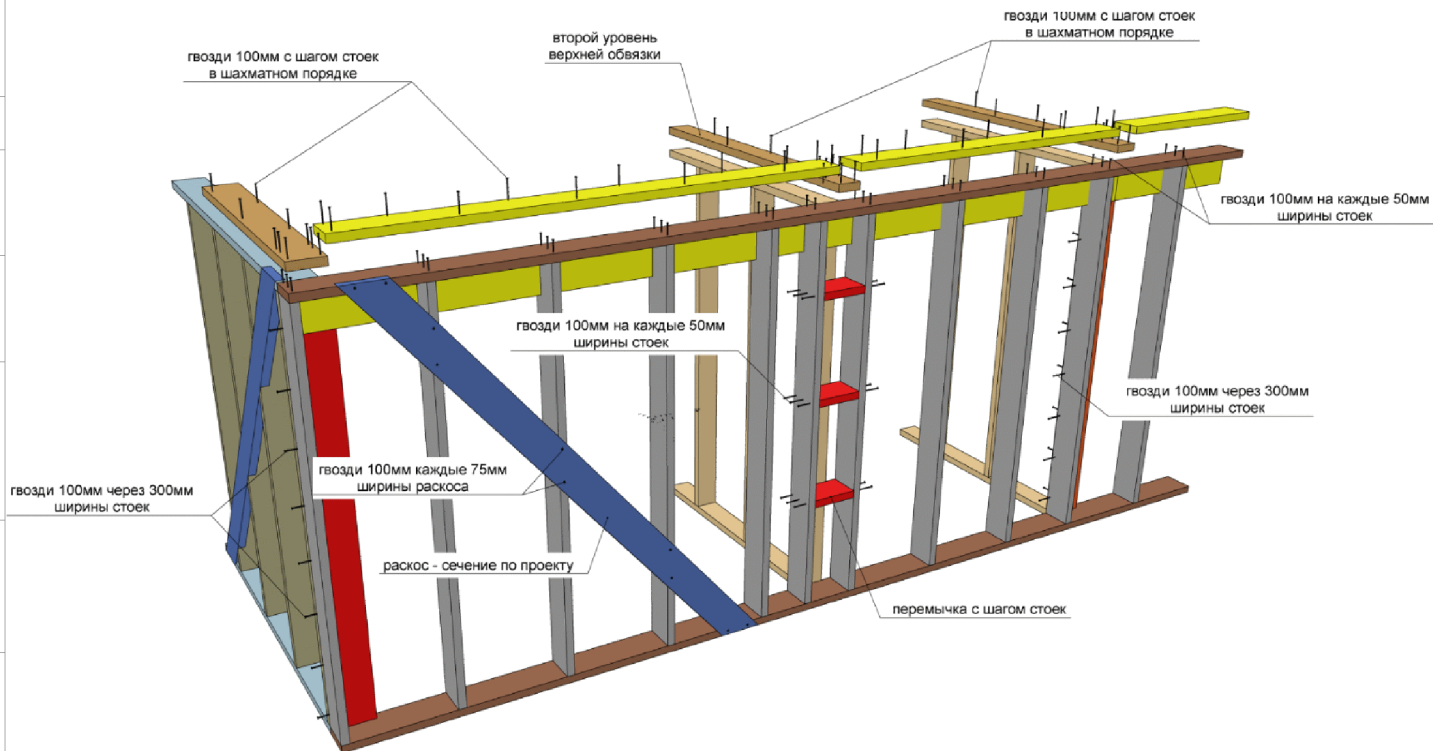 гвозди 100мм с шагом стоек
в шахматном порядке
второй уровень
верхней обвязки
гвозди 100мм с шагом стоек
в шахматном порядке
гвозди 100мм на каждые 50мм
ширины стоек
гвозди 100мм на каждые 50мм
ширины стоек
гвозди 100мм через 300мм
ширины стоек
гвозди 100мм каждые 75мм
ширины раскоса
гвозди 100мм через 300мм
ширины стоек
раскос - сечение по проекту
перемычка с шагом стоек